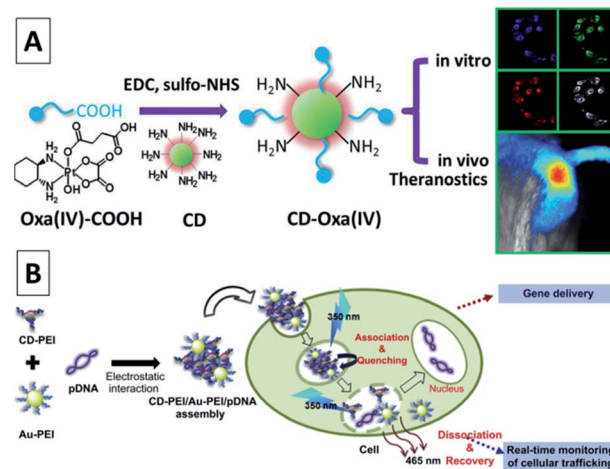 A
EDC, sulfo-NHS
COOH
H₂N
NH₂
H₂N
NH₂
in vitro
in vivo
Theranostics
O
O
OH
H₂
N
O
O
Pt
N
H₂
O
OH
O
O
NH₂
H₂N
NH₂
H₂N
NH₂
H₂N
NH₂
H₂N
NH₂
Oxa(IV)-COOH
CD
CD-Oxa(IV)
B
CD-PEI
+
Au-PEI
pDNA
Electrostatic
interaction
CD-PEI/Au-PEI/pDNA
assembly
350 nm
Association
&
Quenching
350 nm
Nucleus
Cell
465 nm
Dissociation
&
Recovery
Gene delivery
Real-time monitoring
of cellular trafficking